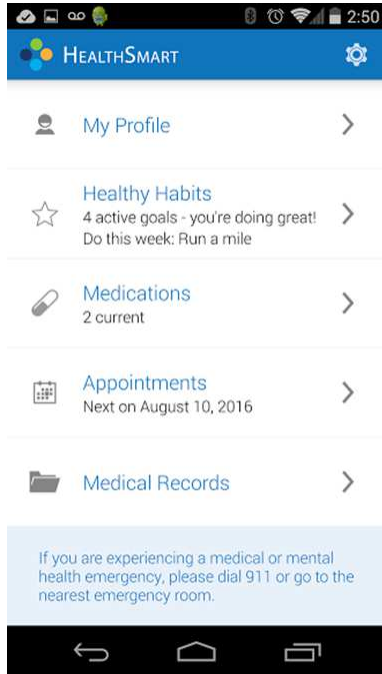 2:50
HEALTHSMART
My Profile
Healthy Habits
4 active goals - you're doing great!
Do this week: Run a mile
Medications
2 current
Appointments
Next on August 10, 2016
Medical Records
If you are experiencing a medical or mental
health emergency, please dial 911 or go to the
nearest emergency room.